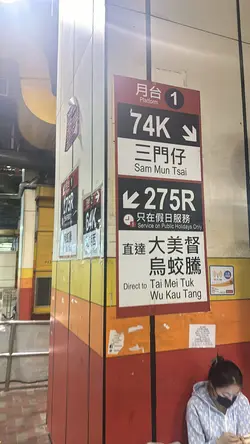 月台 1
Platform
74K
三門仔
Sam Mun Tsai
275R
只在假日服務
Service on Public Holidays Only
直達 大美督
烏蛟騰
Direct to Tai Mei Tuk
Wu Kau Tang
275R
74K